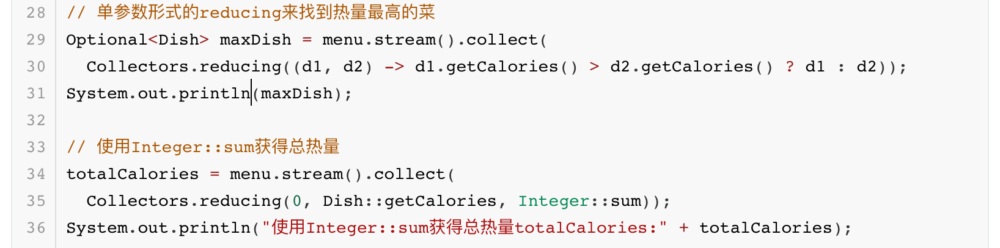 28 // 单参数形式的reducing来找到热量最高的菜
29 Optional<Dish> maxDish = menu.stream().collect(
30   Collectors.reducing((d1, d2) -> d1.getCalories() > d2.getCalories() ? d1 : d2));
31 System.out.println(maxDish);
32
33 // 使用Integer::sum获得总热量
34 totalCalories = menu.stream().collect(
35   Collectors.reducing(0, Dish::getCalories, Integer::sum));
36 System.out.println("使用Integer::sum获得总热量totalCalories:" + totalCalories);